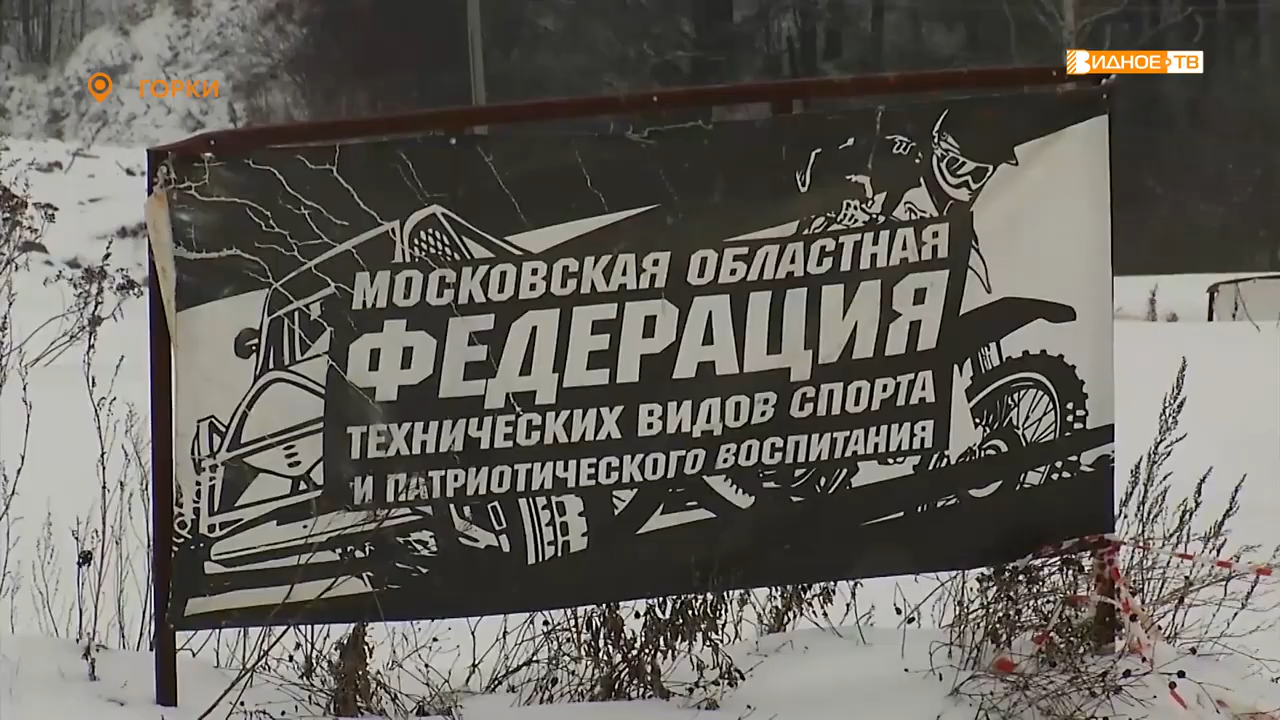 ГОРКИ
ВИДНОЕ-ТВ
МОСКОВСКАЯ ОБЛАСТНАЯ
ФЕДЕРАЦИЯ
ТЕХНИЧЕСКИХ ВИДОВ СПОРТА
И ПАТРИОТИЧЕСКОГО ВОСПИТАНИЯ